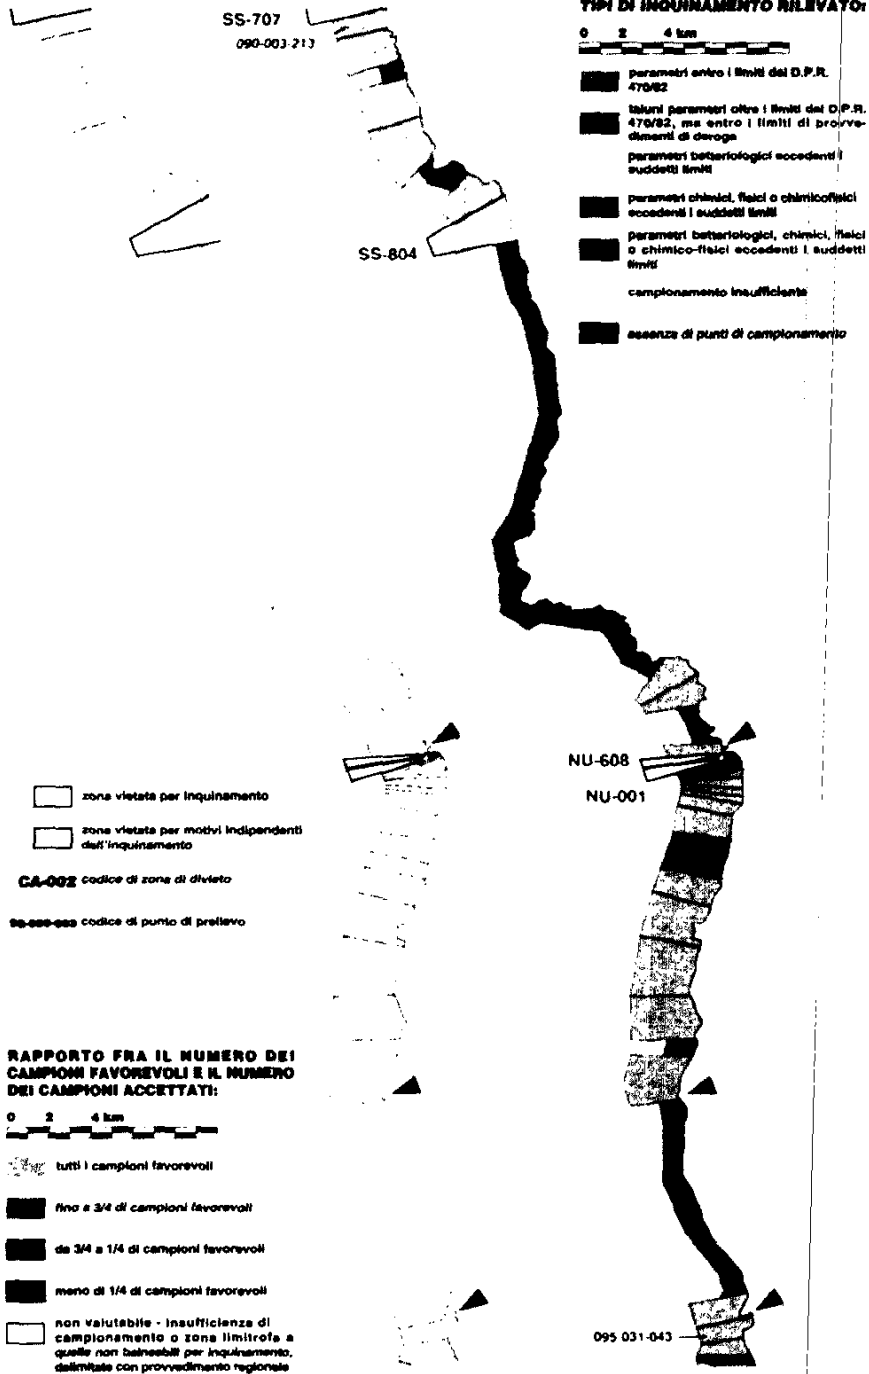 SS-707
090-003-213
TIPI DI INQUINAMENTO RILEVATO:
0 2 4 km
parametri entro i limiti del D.P.R.
470/82
taluni parametri oltre i limiti del D.P.R.
470/82, ma entro i limiti di provve-
dimenti di deroga
parametri batteriologici eccedenti i
suddetti limiti
parametri chimici, fisici o chimicofisici
eccedenti i suddetti limiti
parametri batteriologici, chimici, fisici
o chimico-fisici eccedenti i suddetti
limiti
campionamento insufficiente
assenza di punti di campionamento
SS-804
NU-608
NU-001
zona vietata per inquinamento
zona vietata per motivi indipendenti
dell'inquinamento
CA-002 codice di zona di divieto
codice di punto di prelievo
RAPPORTO FRA IL NUMERO DEI
CAMPIONI FAVOREVOLI E IL NUMERO
DEI CAMPIONI ACCETTATI:
0 2 4 km
tutti i campioni favorevoli
fino a 3/4 di campioni favorevoli
da 3/4 a 1/4 di campioni favorevoli
meno di 1/4 di campioni favorevoli
non valutabile - insufficienza di
campionamento o zona limitrofa a
quelle non balneabili per inquinamento,
delimitate con provvedimento regionale
095 031-043